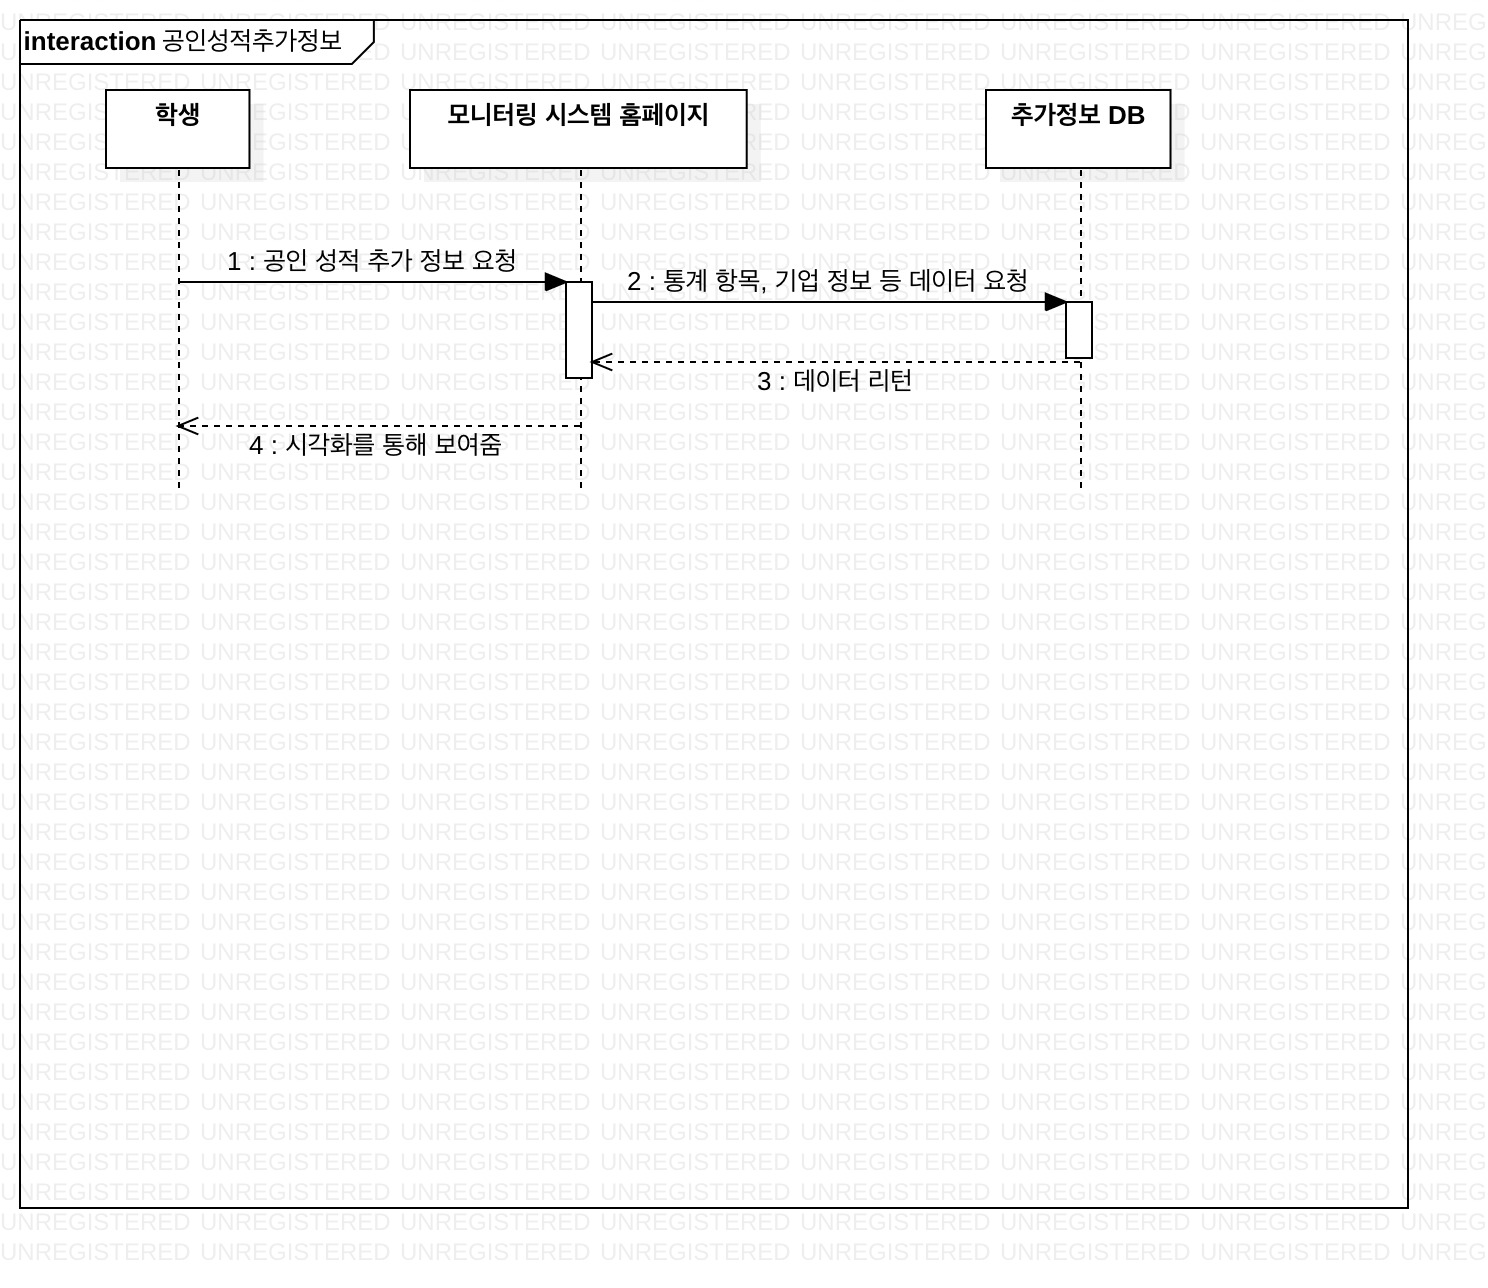 interaction 공인성적추가정보
학생
모니터링 시스템 홈페이지
추가정보 DB
1 : 공인 성적 추가 정보 요청
2 : 통계 항목, 기업 정보 등 데이터 요청
3 : 데이터 리턴
4 : 시각화를 통해 보여줌
UNREGISTERED